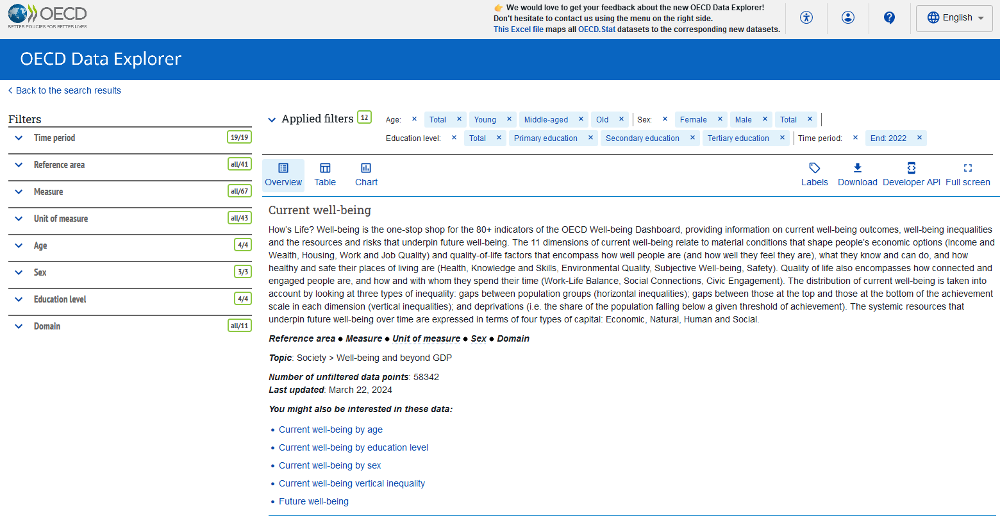 OECD
BETTER POLICIES FOR BETTER LIVES
👉 We would love to get your feedback about the new OECD Data Explorer!
Don't hesitate to contact us using the menu on the right side.
This Excel file maps all OECD.Stat datasets to the corresponding new datasets.
English
OECD Data Explorer
Back to the search results
Filters
Time period 19/19
Reference area all/41
Measure all/67
Unit of measure all/43
Age 4/4
Sex 3/3
Education level 4/4
Domain all/11
Applied filters 12
Age: × Total × Young × Middle-aged × Old × Sex: × Female × Male × Total ×
Education level: × Total × Primary education × Secondary education × Tertiary education × Time period: × End: 2022 ×
Overview Table Chart
Labels Download Developer API Full screen
Current well-being
How's Life? Well-being is the one-stop shop for the 80+ indicators of the OECD Well-being Dashboard, providing information on current well-being outcomes, well-being inequalities
and the resources and risks that underpin future well-being. The 11 dimensions of current well-being relate to material conditions that shape people's economic options (Income and
Wealth, Housing, Work and Job Quality) and quality-of-life factors that encompass how well people are (and how well they feel they are), what they know and can do, and how
healthy and safe their places of living are (Health, Knowledge and Skills, Environmental Quality, Subjective Well-being, Safety). Quality of life also encompasses how connected and
engaged people are, and how and with whom they spend their time (Work-Life Balance, Social Connections, Civic Engagement). The distribution of current well-being is taken into
account by looking at three types of inequality: gaps between population groups (horizontal inequalities); gaps between those at the top and those at the bottom of the achievement
scale in each dimension (vertical inequalities); and deprivations (i.e. the share of the population falling below a given threshold of achievement). The systemic resources that
underpin future well-being over time are expressed in terms of four types of capital: Economic, Natural, Human and Social.
Reference area ● Measure ● Unit of measure ● Sex ● Domain
Topic: Society > Well-being and beyond GDP
Number of unfiltered data points: 58342
Last updated: March 22, 2024
You might also be interested in these data:
• Current well-being by age
• Current well-being by education level
• Current well-being by sex
• Current well-being vertical inequality
• Future well-being